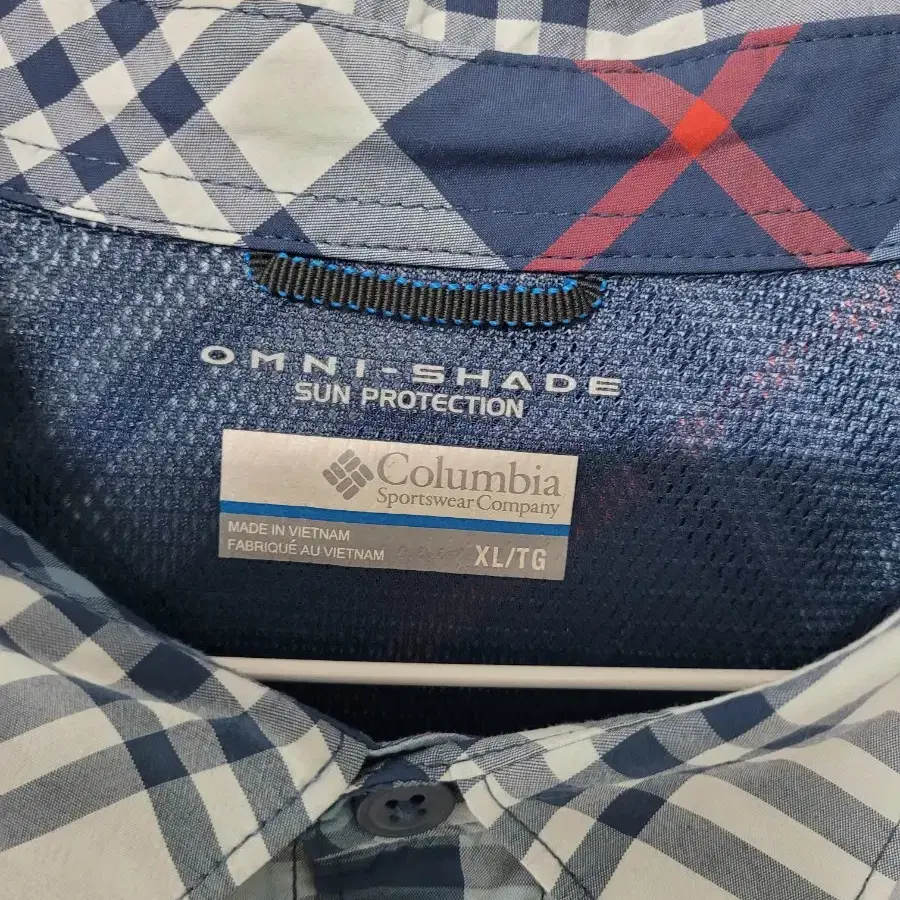 OMNI-SHADE
SUN PROTECTION
Columbia
Sportswear Company
MADE IN VIETNAM
FABRIQUÉ AU VIETNAM
XL/TG